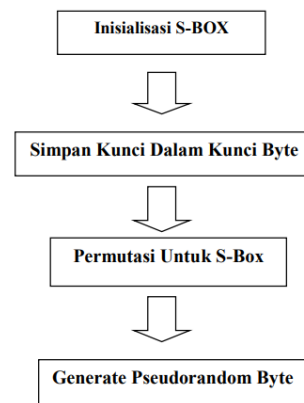 Inisialisasi S-BOX
Simpan Kunci Dalam Kunci Byte
Permutasi Untuk S-Box
Generate Pseudorandom Byte